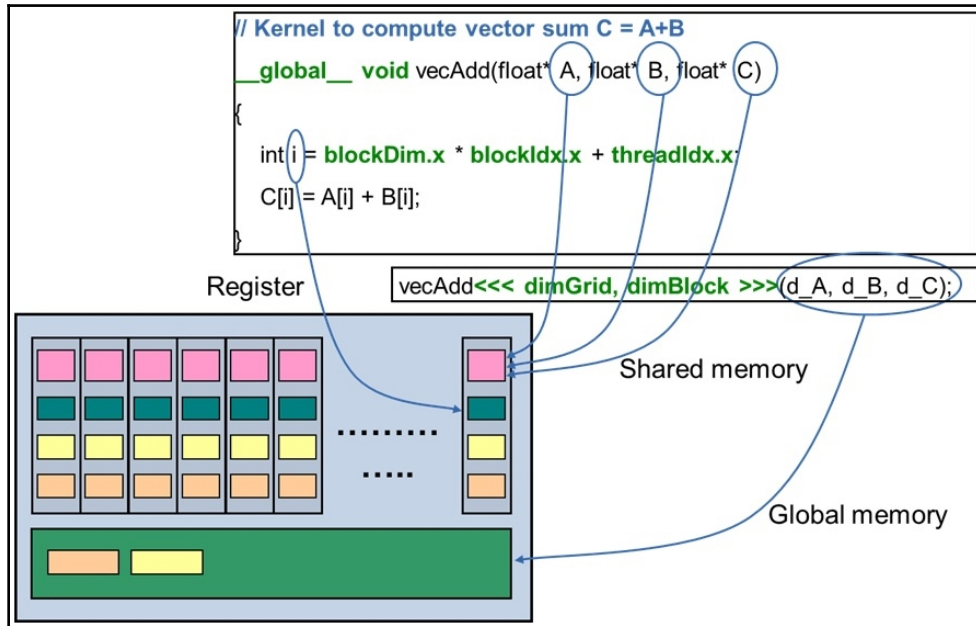 // Kernel to compute vector sum C = A+B
__global__ void vecAdd(float* A, float* B, float* C)
{
int i = blockDim.x * blockIdx.x + threadIdx.x;
C[i] = A[i] + B[i];
}
Register
vecAdd<<< dimGrid, dimBlock >>>(d_A, d_B, d_C);
Shared memory
.........
.....
Global memory